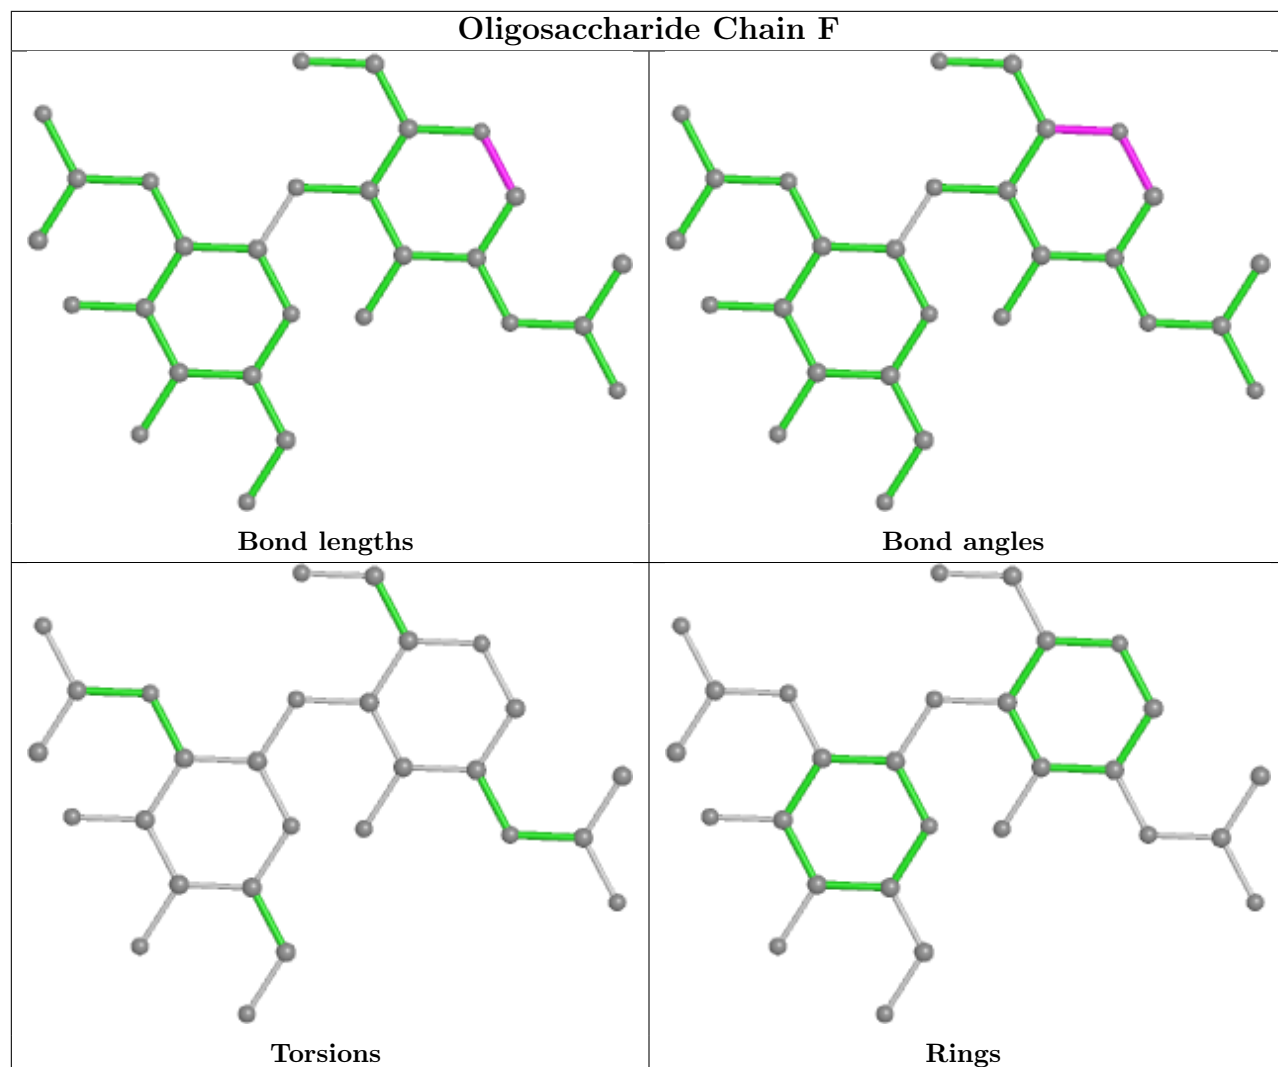 Oligosaccharide Chain F
Bond lengths
Bond angles
Torsions
Rings